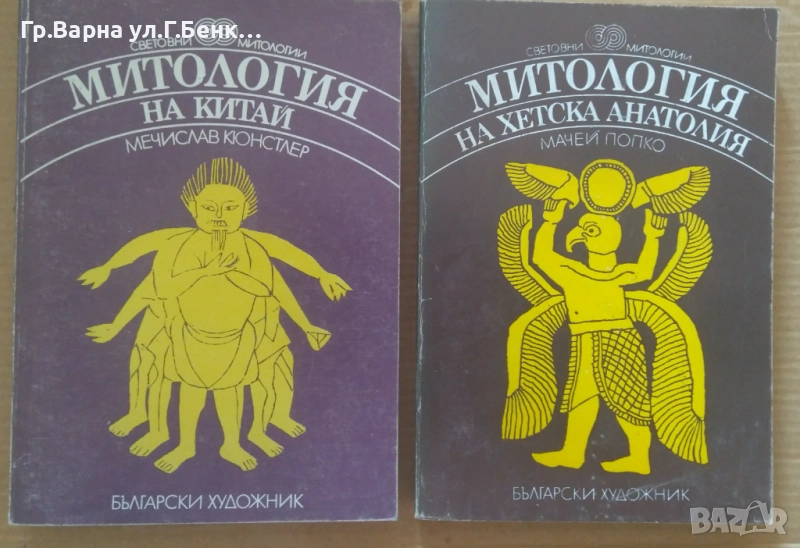 Гр.Варна ул.Г.Бенк...
СВЕТОВНИ МИТОЛОГИИ
МИТОЛОГИЯ
НА КИТАЙ
МЕЧИСЛАВ КЮНСТЛЕР
БЪЛГАРСКИ ХУДОЖНИК
СВЕТОВНИ МИТОЛОГИИ
МИТОЛОГИЯ
НА ХЕТСКА АНАТОЛИЯ
МАЧЕЙ ПОПКО
БЪЛГАРСКИ ХУДОЖНИК
BAZAR